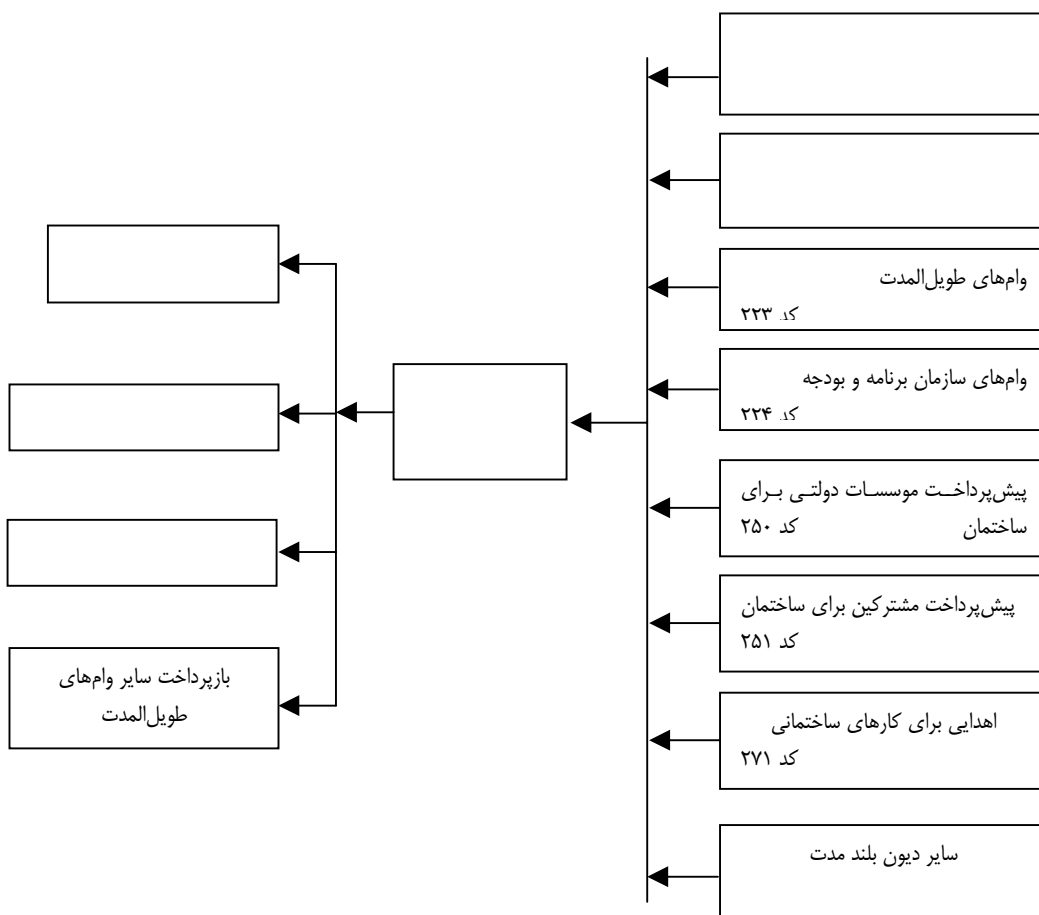 وام‌های طویل‌المدت
کد ۲۲۳
وام‌های سازمان برنامه و بودجه
کد ۲۲۴
پیش‌پرداخت موسسات دولتی برای
ساختمان کد ۲۵۰
پیش‌پرداخت مشترکین برای ساختمان
کد ۲۵۱
اهدایی برای کارهای ساختمانی
کد ۲۷۱
سایر دیون بلند مدت
بازپرداخت سایر وام‌های
طویل‌المدت